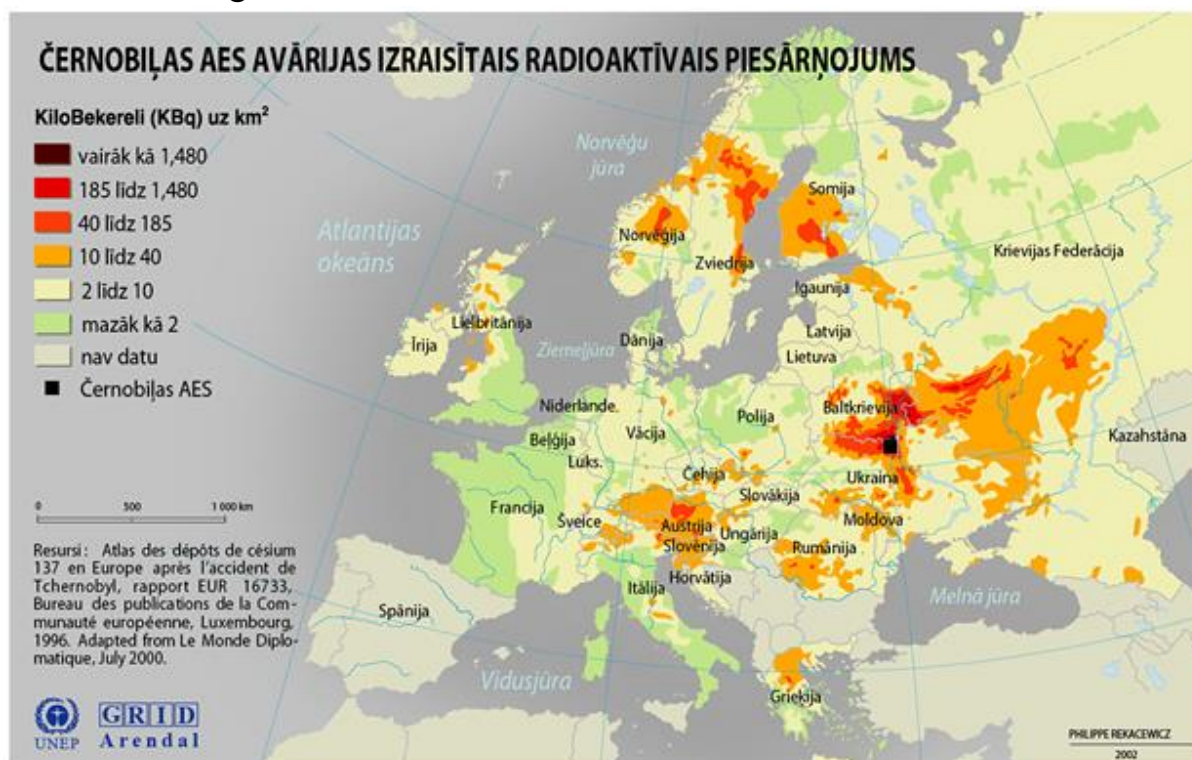 ČERNOBIĻAS AES AVĀRIJAS IZRAISĪTAIS RADIOAKTĪVAIS PIESĀRŅOJUMS
KiloBekereli (KBq) uz km²
vairāk kā 1,480
185 līdz 1,480
40 līdz 185
10 līdz 40
2 līdz 10
mazāk kā 2
nav datu
Černobiļas AES
Norvēģu
jūra
Atlantijas
okeāns
Somija
Norvēģija
Zviedrija
Krievijas Federācija
Igaunija
Lielbritānija
Latvija
Īrija
Ziemeļjūra
Dānija
Lietuva
Niderlande.
Polija
Baltkrievija
Beļģija
Vācija
Kazahstāna
Luks.
Čehija
Ukraina
Slovākija
Francija
Šveice
Austrija
Moldova
Ungārija
Slovēnija
Rumānija
Horvātija
Itālija
Spānija
Melnā jūra
Vidusjūra
Grieķija
0 500 1 000 km
Resursi : Atlas des dépôts de césium
137 en Europe après l'accident de
Tchernobyl, rapport EUR 16733,
Bureau des publications de la Com-
munauté européenne, Luxembourg,
1996. Adapted from Le Monde Diplo-
matique, July 2000.
UNEP
GRID
Arendal
PHILIPPE REKACEWICZ
2002